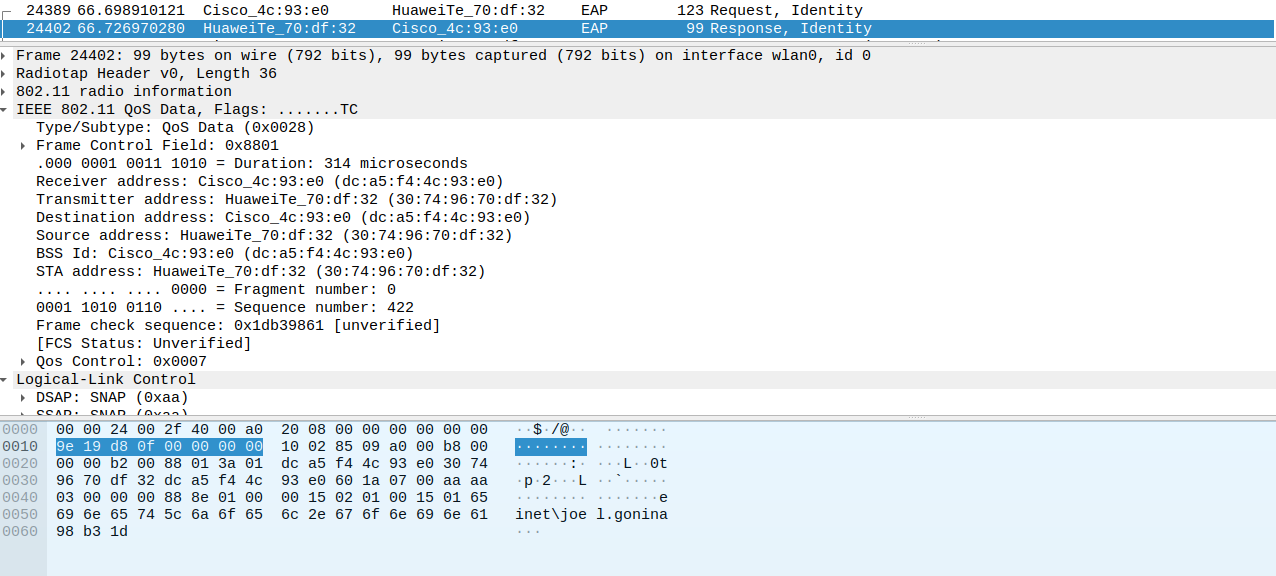 24389 66.698910121 Cisco_4c:93:e0 HuaweiTe_70:df:32 EAP 123 Request, Identity
24402 66.726970280 HuaweiTe_70:df:32 Cisco_4c:93:e0 EAP 99 Response, Identity
Frame 24402: 99 bytes on wire (792 bits), 99 bytes captured (792 bits) on interface wlan0, id 0
Radiotap Header v0, Length 36
802.11 radio information
IEEE 802.11 QoS Data, Flags: .......TC
Type/Subtype: QoS Data (0x0028)
Frame Control Field: 0x8801
.000 0001 0011 1010 = Duration: 314 microseconds
Receiver address: Cisco_4c:93:e0 (dc:a5:f4:4c:93:e0)
Transmitter address: HuaweiTe_70:df:32 (30:74:96:70:df:32)
Destination address: Cisco_4c:93:e0 (dc:a5:f4:4c:93:e0)
Source address: HuaweiTe_70:df:32 (30:74:96:70:df:32)
BSS Id: Cisco_4c:93:e0 (dc:a5:f4:4c:93:e0)
STA address: HuaweiTe_70:df:32 (30:74:96:70:df:32)
.... .... .... 0000 = Fragment number: 0
0001 1010 0110 .... = Sequence number: 422
Frame check sequence: 0x1db39861 [unverified]
[FCS Status: Unverified]
Qos Control: 0x0007
Logical-Link Control
DSAP: SNAP (0xaa)
SSAP: SNAP (0xaa)
0000 00 00 24 00 2f 40 00 a0 20 08 00 00 00 00 00 00 ··$·/@·· ·······
0010 9e 19 d8 0f 00 00 00 00 10 02 85 09 a0 00 b8 00 ········ ········
0020 00 00 b2 00 88 01 3a 01 dc a5 f4 4c 93 e0 30 74 ······:· ···L··0t
0030 96 70 df 32 dc a5 f4 4c 93 e0 60 1a 07 00 aa aa ·p·2···L ··`·····
0040 03 00 00 00 88 8e 01 00 00 15 02 01 00 15 01 65 ········ ·······e
0050 69 6e 65 74 5c 6a 6f 65 6c 2e 67 6f 6e 69 6e 61 inet\joe l.gonina
0060 98 b3 1d ···